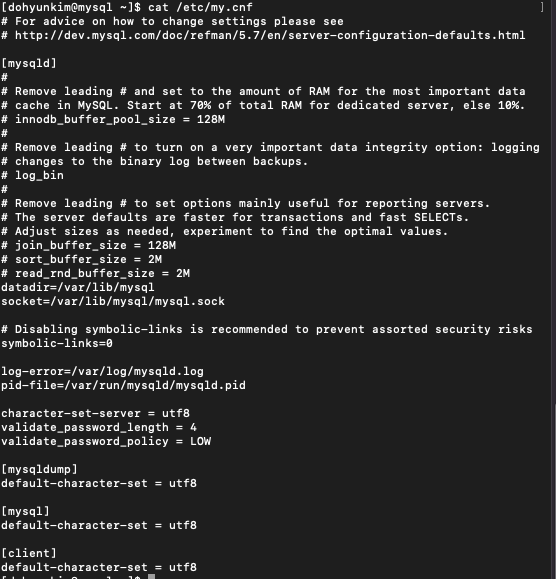 [dohyunkim@mysql ~]$ cat /etc/my.cnf ]
# For advice on how to change settings please see
# http://dev.mysql.com/doc/refman/5.7/en/server-configuration-defaults.html
[mysqld]
#
# Remove leading # and set to the amount of RAM for the most important data
# cache in MySQL. Start at 70% of total RAM for dedicated server, else 10%.
# innodb_buffer_pool_size = 128M
#
# Remove leading # to turn on a very important data integrity option: logging
# changes to the binary log between backups.
# log_bin
#
# Remove leading # to set options mainly useful for reporting servers.
# The server defaults are faster for transactions and fast SELECTs.
# Adjust sizes as needed, experiment to find the optimal values.
# join_buffer_size = 128M
# sort_buffer_size = 2M
# read_rnd_buffer_size = 2M
datadir=/var/lib/mysql
socket=/var/lib/mysql/mysql.sock
# Disabling symbolic-links is recommended to prevent assorted security risks
symbolic-links=0
log-error=/var/log/mysqld.log
pid-file=/var/run/mysqld/mysqld.pid
character-set-server = utf8
validate_password_length = 4
validate_password_policy = LOW
[mysqldump]
default-character-set = utf8
[mysql]
default-character-set = utf8
[client]
default-character-set = utf8
[dohyunkim@mysql ~]$